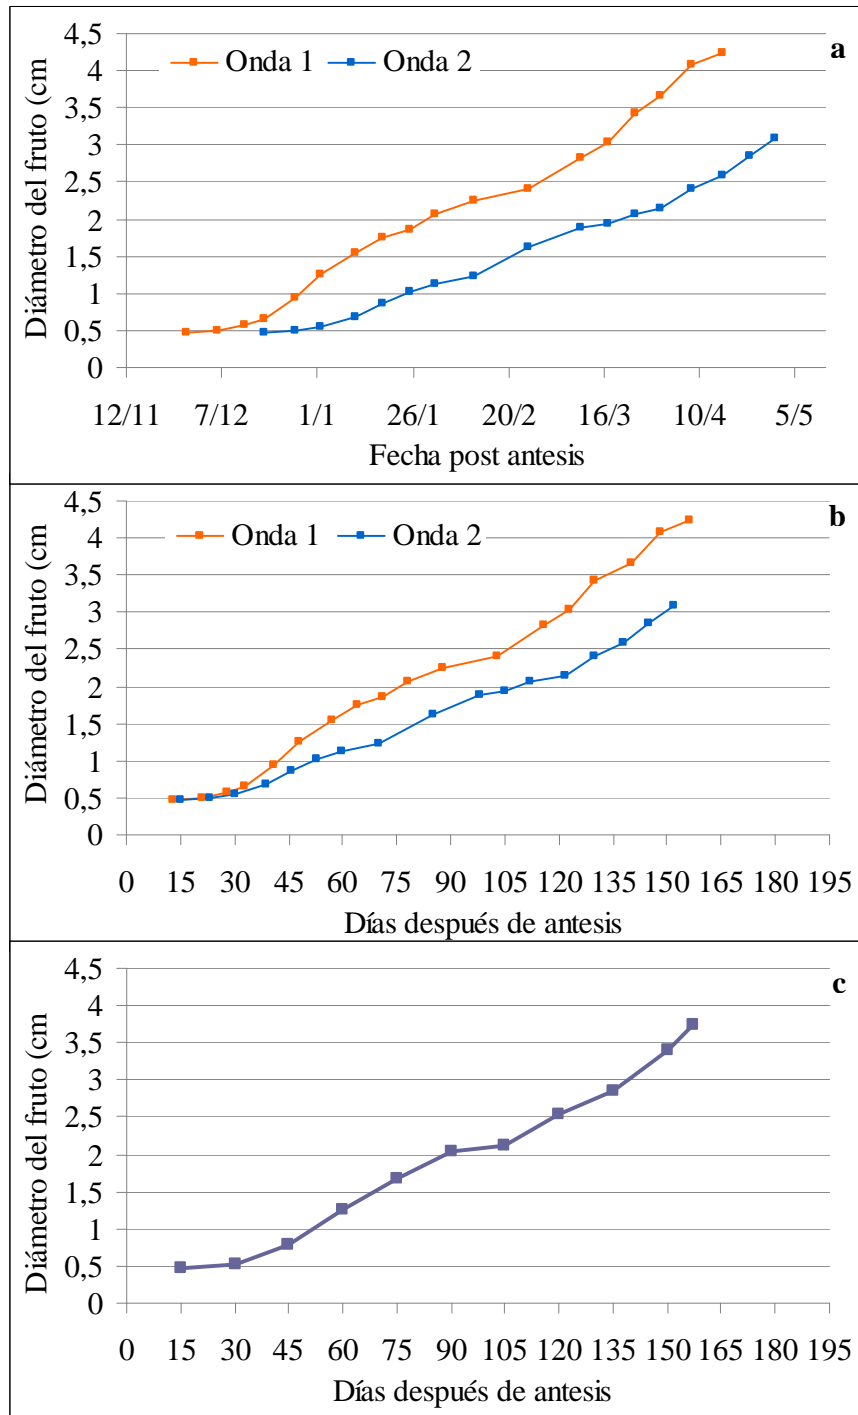 a
Onda 1 Onda 2
Diámetro del fruto (cm
4,5
4
3,5
3
2,5
2
1,5
1
0,5
0
12/11 7/12 1/1 26/1 20/2 16/3 10/4 5/5
Fecha post antesis
b
Onda 1 Onda 2
Diámetro del fruto (cm
4,5
4
3,5
3
2,5
2
1,5
1
0,5
0
0 15 30 45 60 75 90 105 120 135 150 165 180 195
Días después de antesis
c
Diámetro del fruto (cm
4,5
4
3,5
3
2,5
2
1,5
1
0,5
0
0 15 30 45 60 75 90 105 120 135 150 165 180 195
Días después de antesis